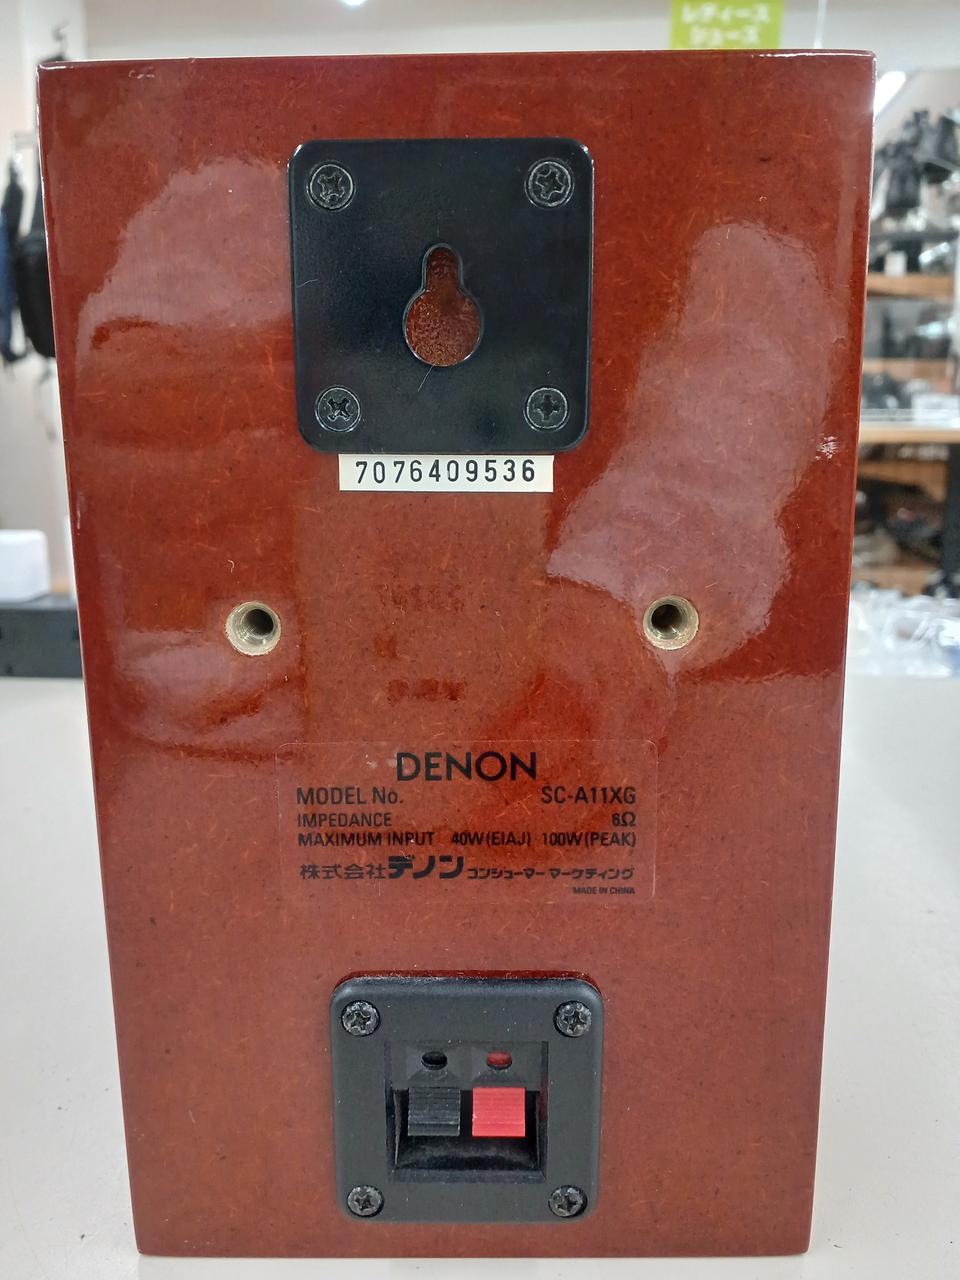 レディース
シューズ
7076409536
DENON
MODEL No. SC-A11XG
IMPEDANCE 6Ω
MAXIMUM INPUT 40W(EIAJ) 100W(PEAK)
株式会社デノン コンシューマー マーケティング
MADE IN CHINA